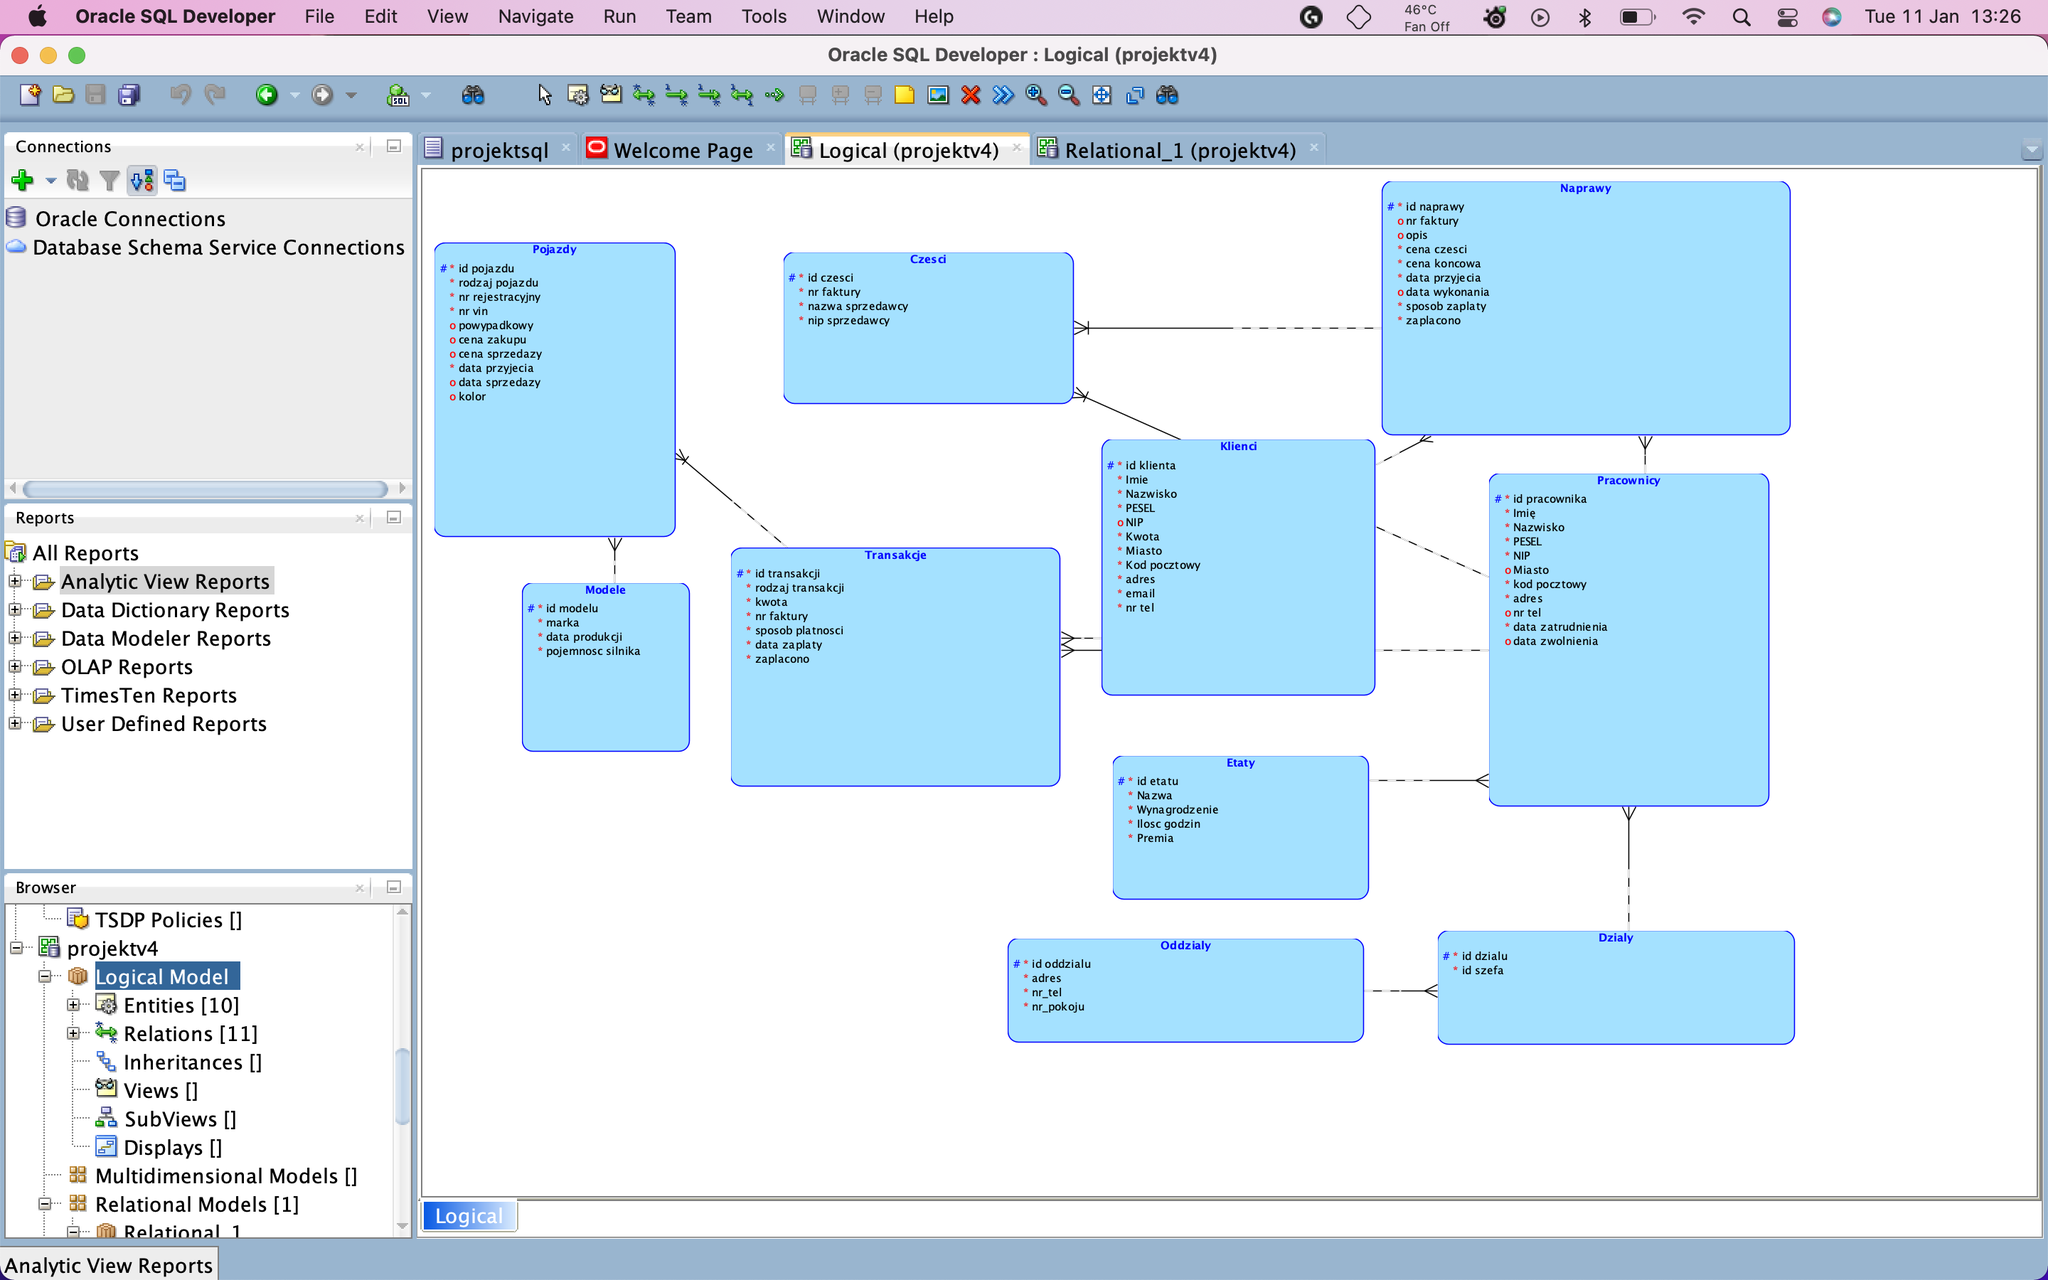 Oracle SQL Developer File Edit View Navigate Run Team Tools Window Help
46°C
Fan Off
Tue 11 Jan 13:26
Oracle SQL Developer : Logical (projektv4)
SQL
Connections
Oracle Connections
Database Schema Service Connections
Reports
All Reports
Analytic View Reports
Data Dictionary Reports
Data Modeler Reports
OLAP Reports
TimesTen Reports
User Defined Reports
Browser
TSDP Policies []
projektv4
Logical Model
Entities [10]
Relations [11]
Inheritances []
Views []
SubViews []
Displays []
Multidimensional Models []
Relational Models [1]
Relational_1
Analytic View Reports
projektsql
Welcome Page
Logical (projektv4)
Relational_1 (projektv4)
Pojazdy
# * id pojazdu
* rodzaj pojazdu
* nr rejestracyjny
* nr vin
o powypadkowy
o cena zakupu
o cena sprzedazy
* data przyjecia
o data sprzedazy
o kolor
Czesci
# * id czesci
* nr faktury
* nazwa sprzedawcy
* nip sprzedawcy
Naprawy
# * id naprawy
o nr faktury
o opis
* cena czesci
* cena koncowa
* data przyjecia
o data wykonania
* sposob zaplaty
* zaplacono
Klienci
# * id klienta
* Imie
* Nazwisko
* PESEL
o NIP
* Kwota
* Miasto
* Kod pocztowy
* adres
* email
* nr tel
Pracownicy
# * id pracownika
* Imię
* Nazwisko
* PESEL
* NIP
o Miasto
* kod pocztowy
* adres
o nr tel
* data zatrudnienia
o data zwolnienia
Transakcje
# * id transakcji
* rodzaj transakcji
* kwota
* nr faktury
* sposob platnosci
* data zaplaty
* zaplacono
Modele
# * id modelu
* marka
* data produkcji
* pojemnosc silnika
Etaty
# * id etatu
* Nazwa
* Wynagrodzenie
* Ilosc godzin
* Premia
Oddzialy
# * id oddzialu
* adres
* nr_tel
* nr_pokoju
Dzialy
# * id dzialu
* id szefa
Logical